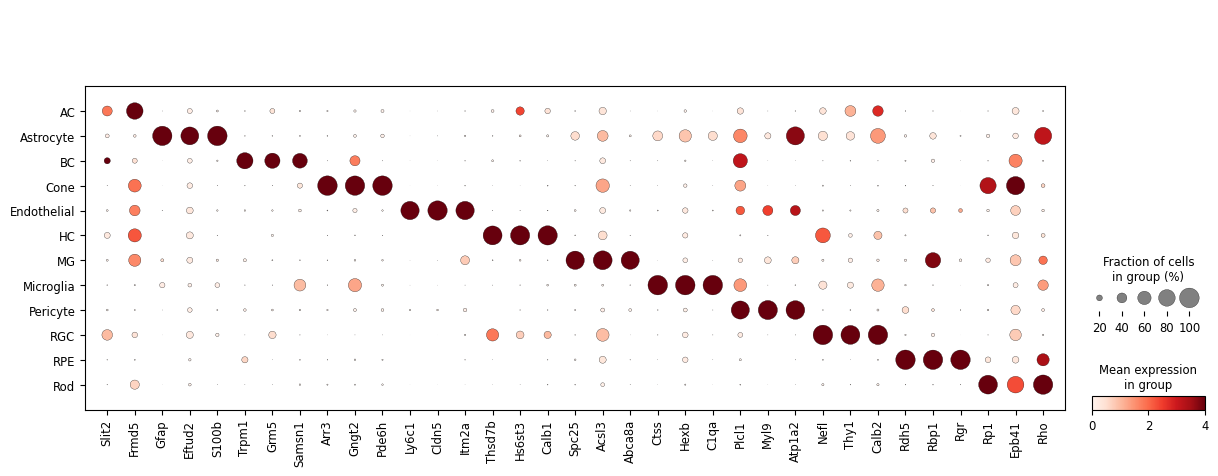 AC
Astrocyte
BC
Cone
Endothelial
HC
MG
Microglia
Pericyte
RGC
RPE
Rod
Slit2
Frmd5
Gfap
Eftud2
S100b
Trpm1
Grm5
Samsn1
Arr3
Gngt2
Pde6h
Ly6c1
Cldn5
Itm2a
Thsd7b
Hs6st3
Calb1
Spc25
Acsl3
Abca8a
Ctss
Hexb
C1qa
Plcl1
Myl9
Atp1a2
Nefl
Thy1
Calb2
Rdh5
Rbp1
Rgr
Rp1
Epb41
Rho
Fraction of cells
in group (%)
20 40 60 80 100
Mean expression
in group
0 2 4